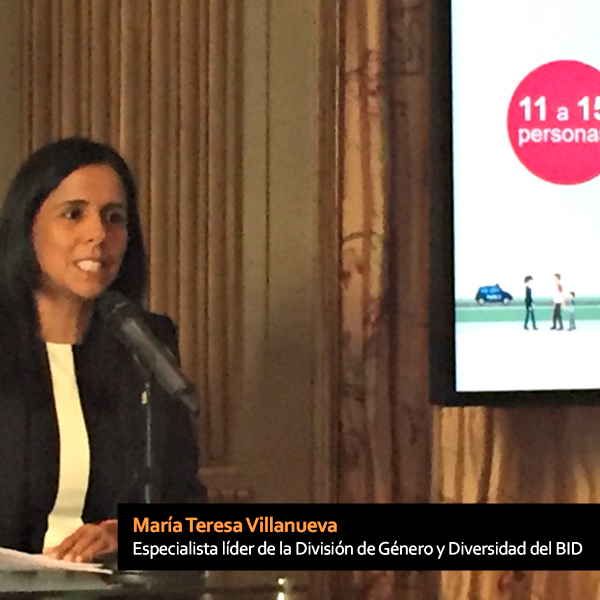 11 a 15
personas
María Teresa Villanueva
Especialista líder de la División de Género y Diversidad del BID